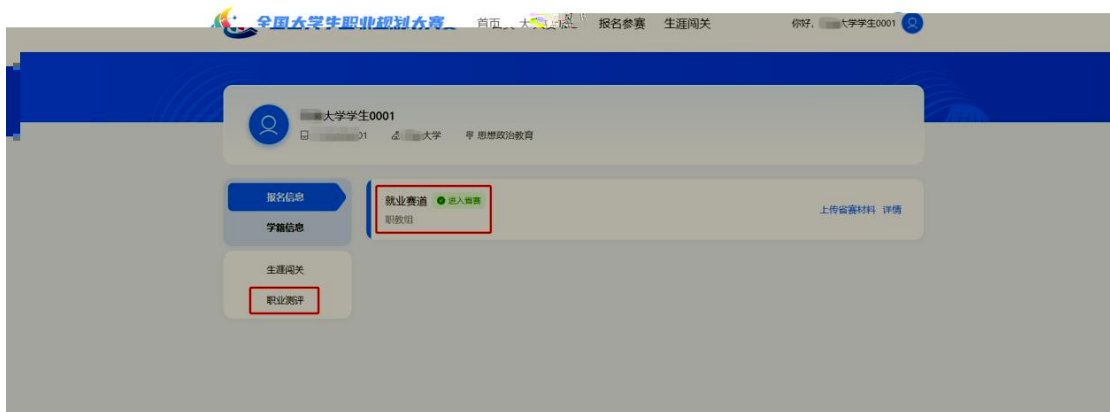 全国大学生职业规划大赛 首页 大 报名参赛 生涯闯关 你好, 大学学生0001
大学学生0001
01 大学 思想政治教育
报名信息
就业赛道 进入省赛
职教组
上传省赛材料 详情
学籍信息
生涯闯关
职业测评